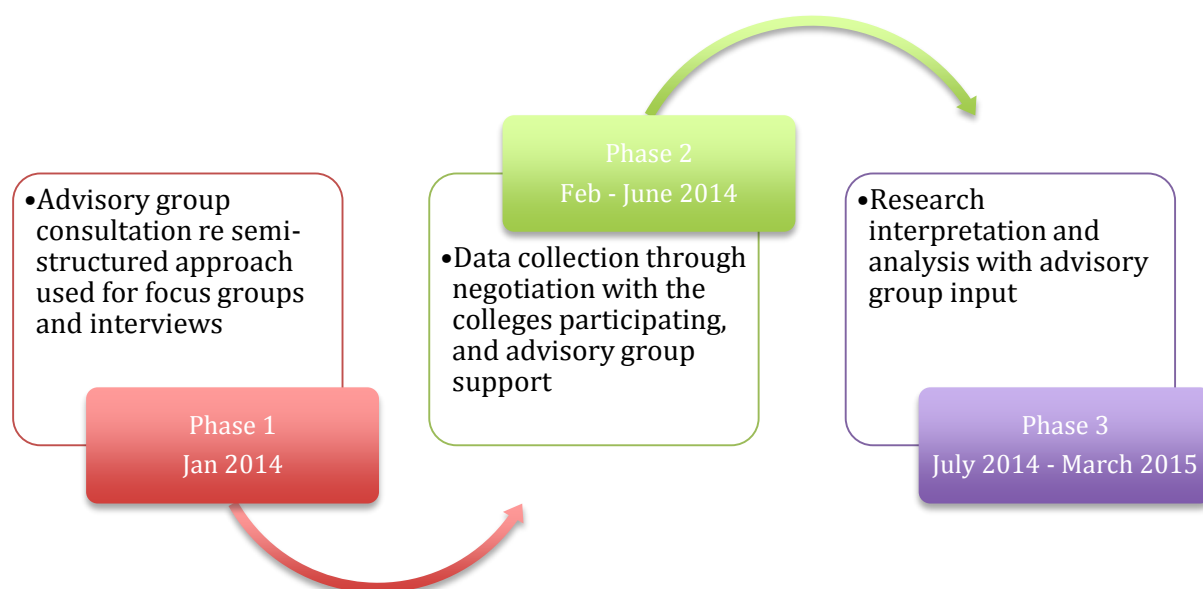 •Advisory group
consultation re semi-
structured approach
used for focus groups
and interviews
Phase 1
Jan 2014
Phase 2
Feb - June 2014
•Data collection through
negotiation with the
colleges participating,
and advisory group
support
•Research
interpretation and
analysis with advisory
group input
Phase 3
July 2014 - March 2015